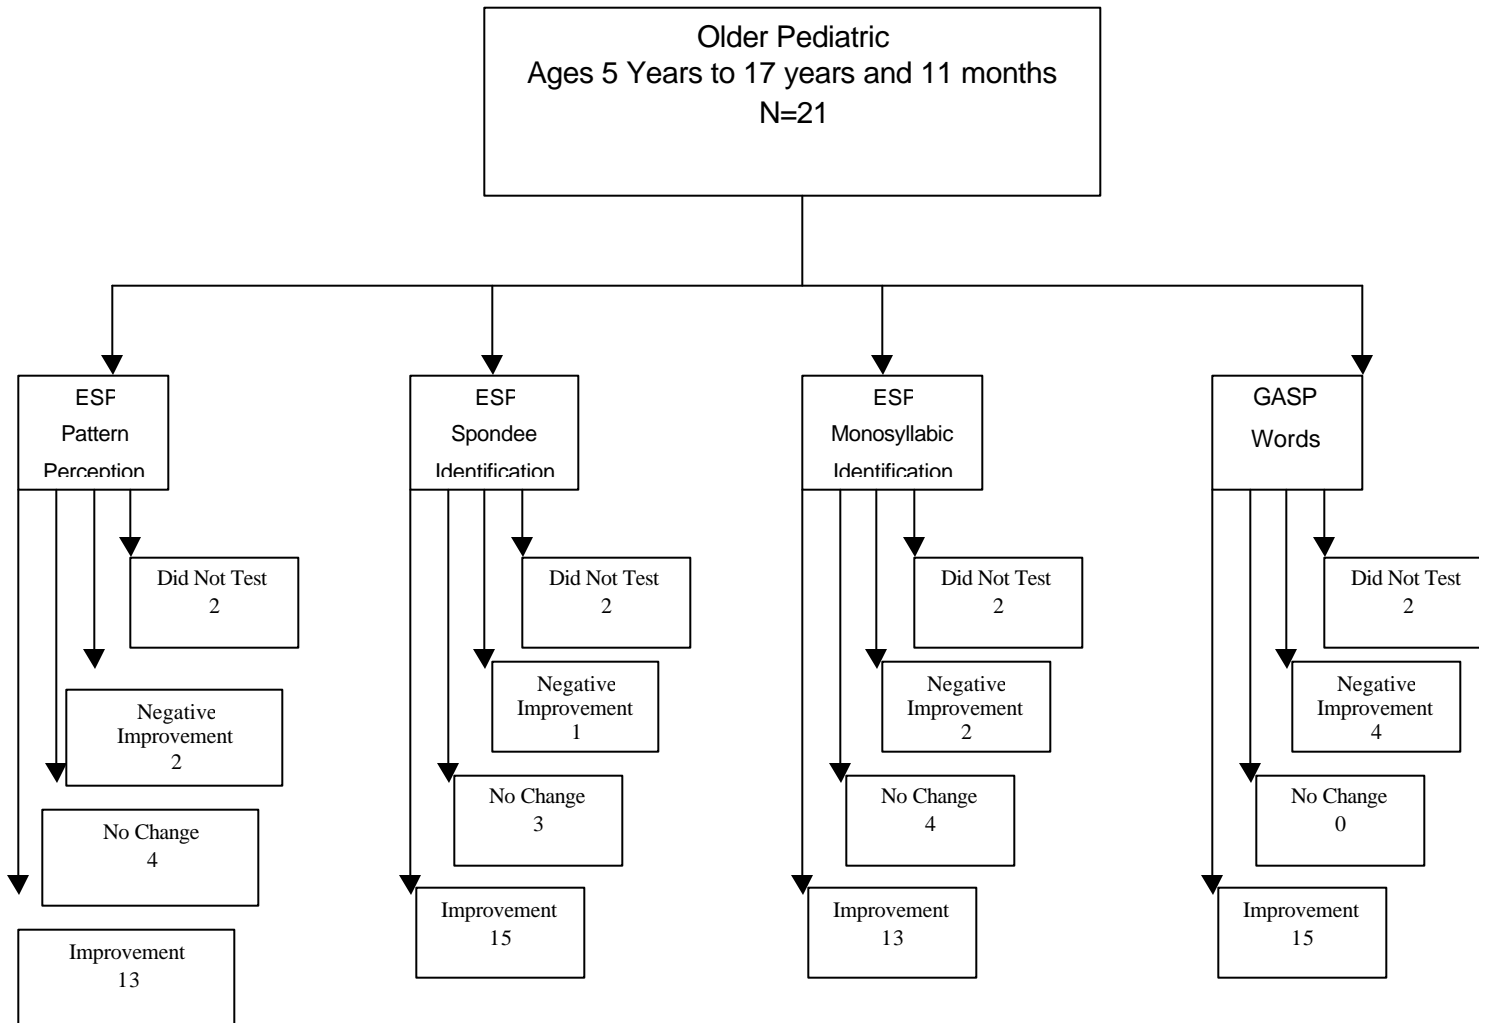 Older Pediatric
Ages 5 Years to 17 years and 11 months
N=21
ESP
Pattern
Perception
ESP
Spondee
Identification
ESP
Monosyllabic
Identification
GASP
Words
Did Not Test
2
Negative
Improvement
2
No Change
4
Improvement
13
Did Not Test
2
Negative
Improvement
1
No Change
3
Improvement
15
Did Not Test
2
Negative
Improvement
2
No Change
4
Improvement
13
Did Not Test
2
Negative
Improvement
4
No Change
0
Improvement
15